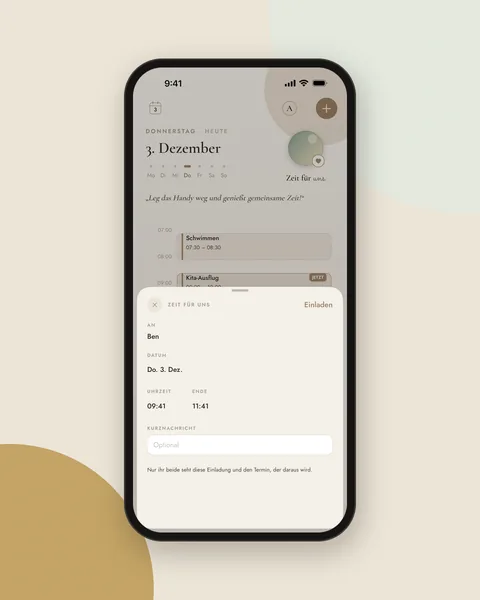 9:41
3
A
DONNERSTAG HEUTE
3. Dezember
Mo Di Mi Do Fr Sa So
Zeit für uns.
„Leg das Handy weg und genieße gemeinsame Zeit!“
07:00
Schwimmen
07:30 – 08:30
08:00
Kita-Ausflug
JETZT
09:00
ZEIT FÜR UNS
Einladen
AN
Ben
DATUM
Do. 3. Dez.
UHRZEIT ENDE
09:41 11:41
KURZNACHRICHT
Optional
Nur ihr beide seht diese Einladung und den Termin, der daraus wird.